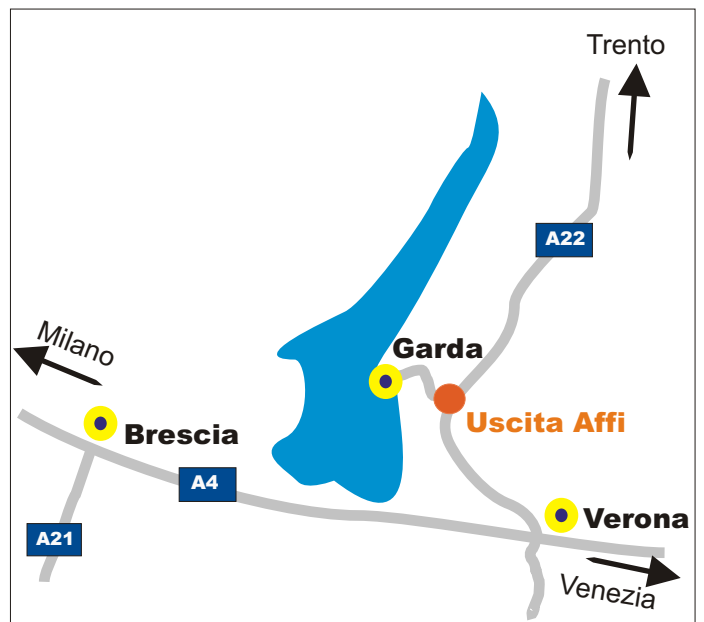 Trento
A22
Milano
Garda
Uscita Affi
Brescia
A4
Verona
A21
Venezia